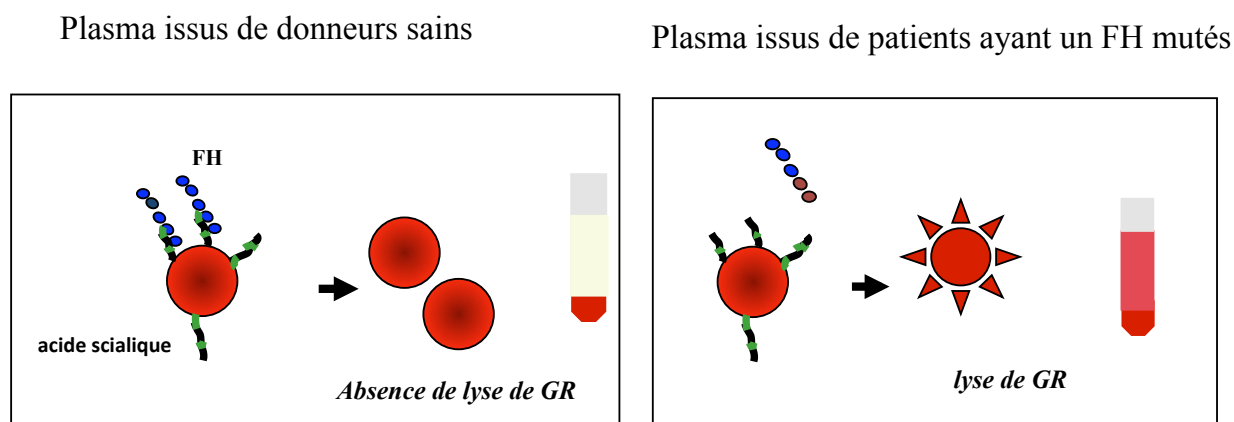 Plasma issus de donneurs sains
Plasma issus de patients ayant un FH mutés
FH
acide scialique
Absence de lyse de GR
lyse de GR